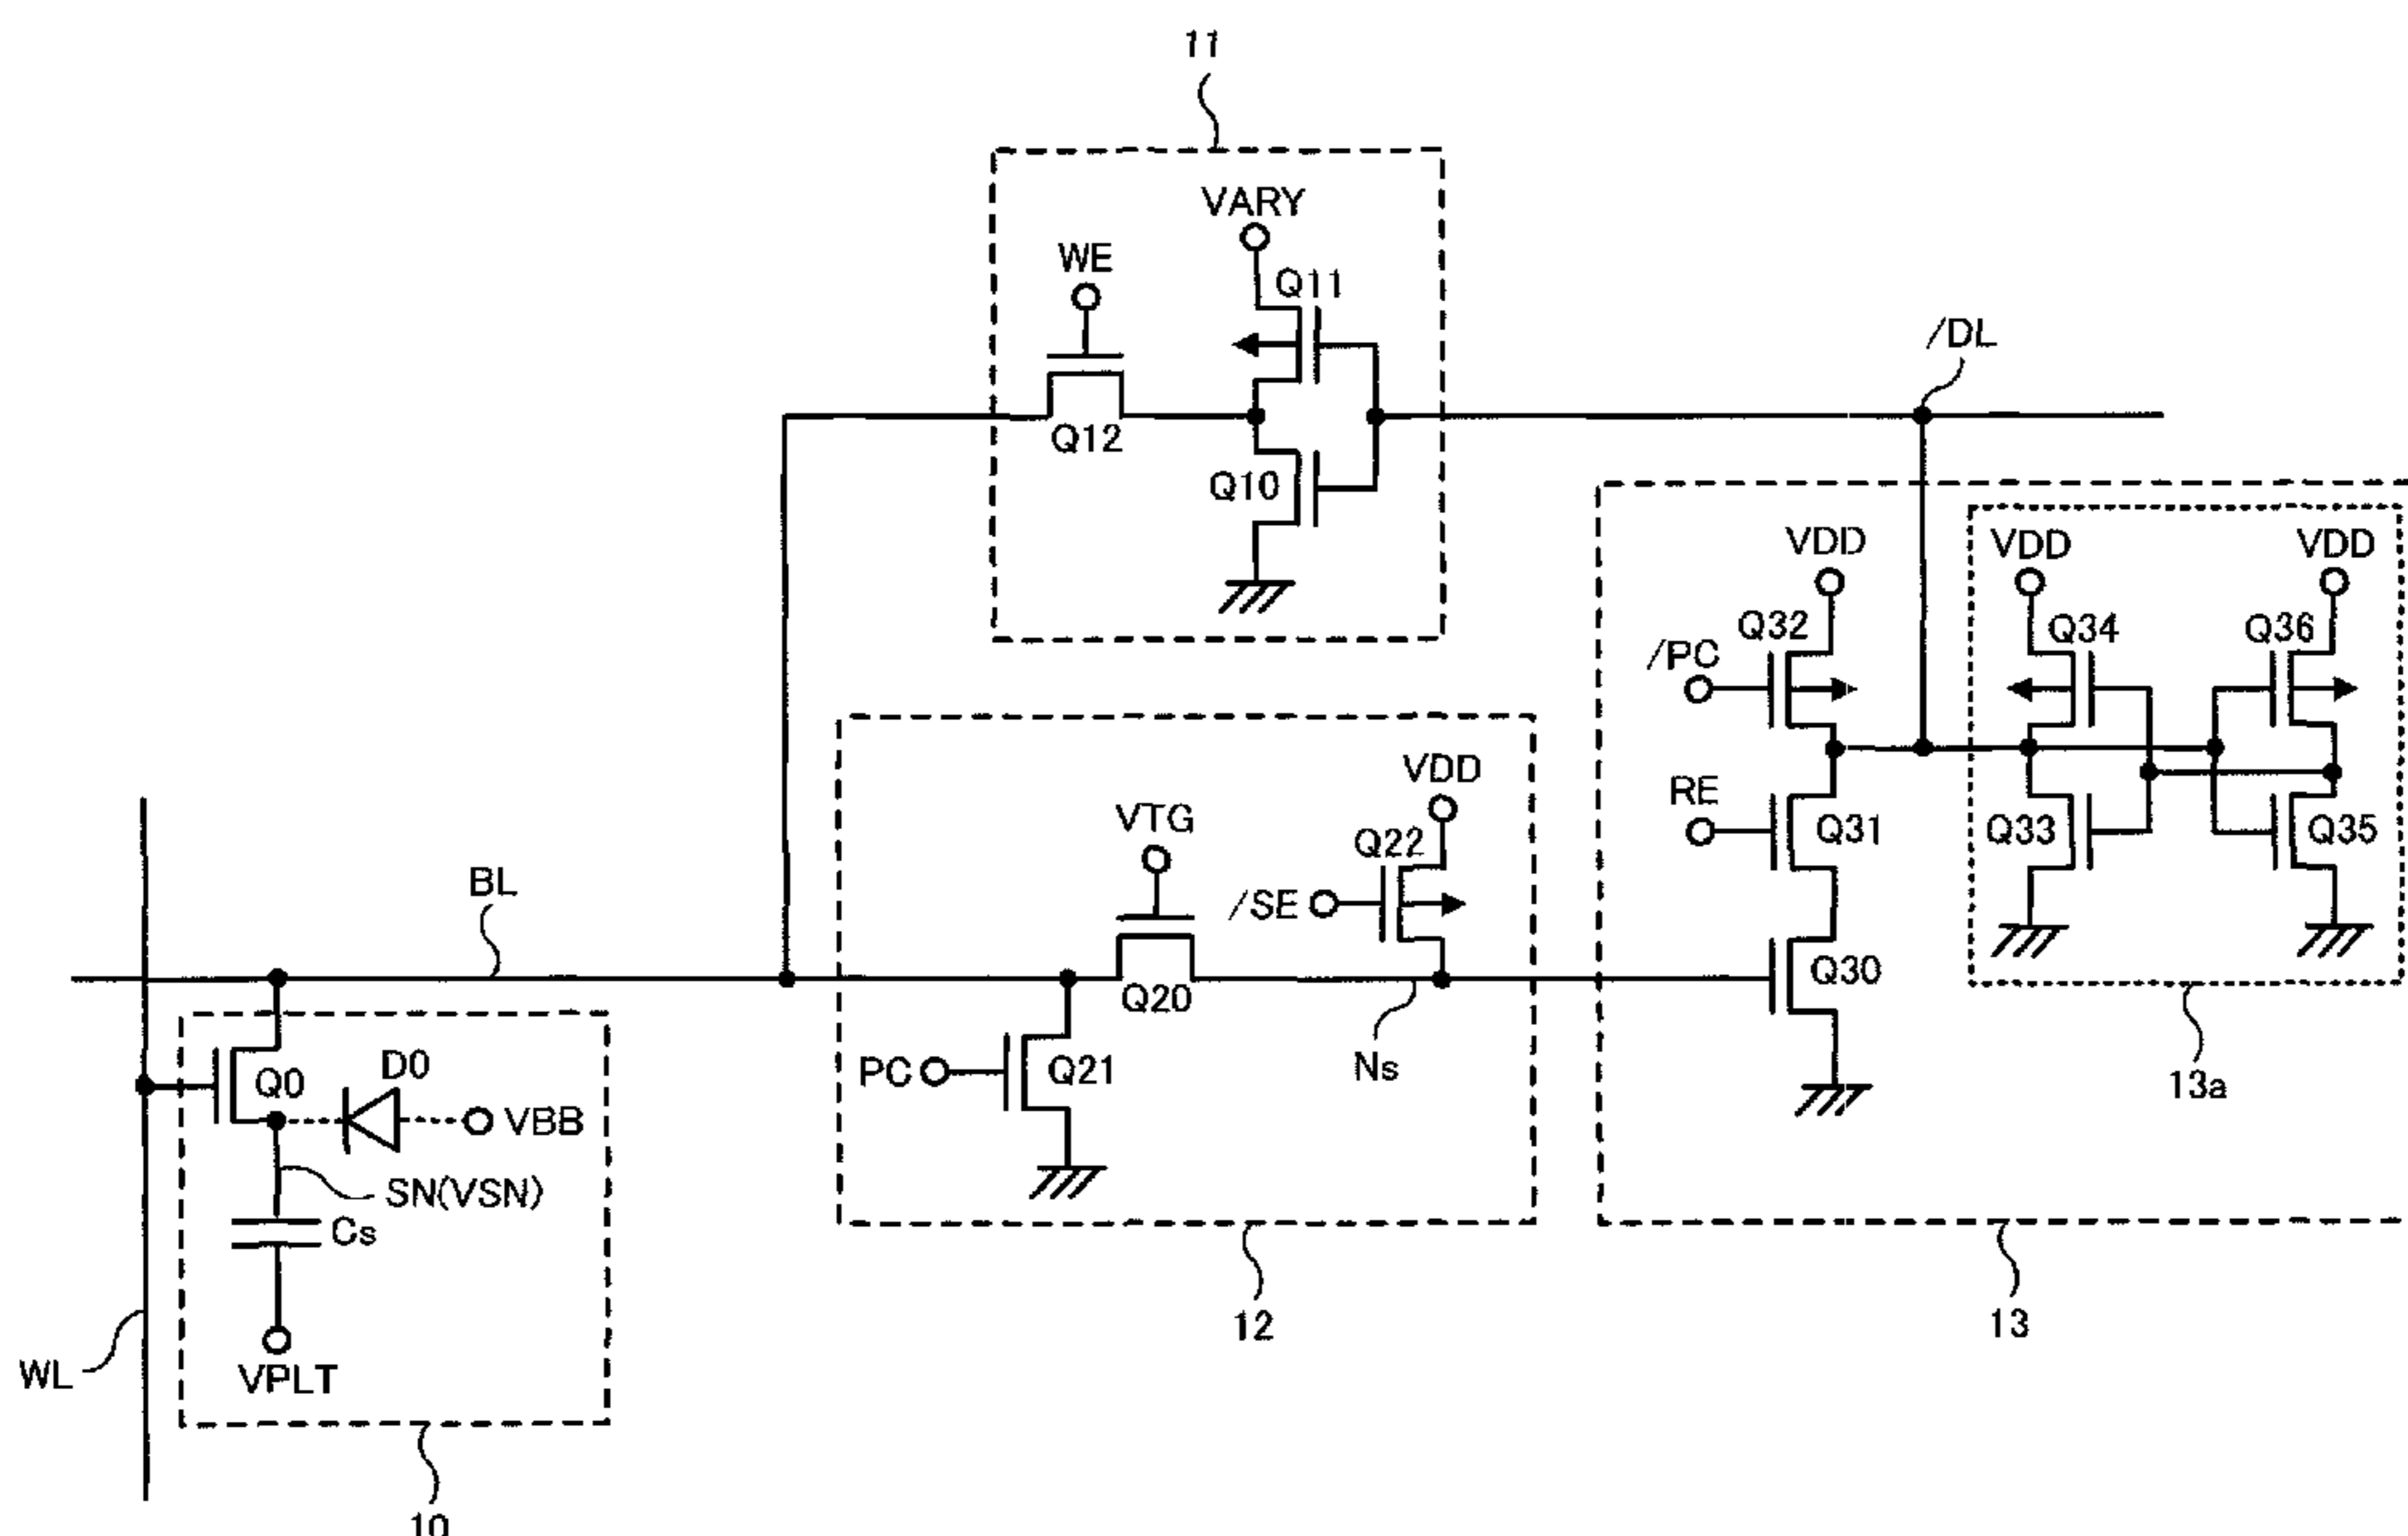 11
VARY
WE
Q11
/DL
Q12
Q10
VDD
VDD
VDD
Q32
Q34
Q36
/PC
VDD
VTG
RE
Q31
Q33
Q35
Q22
BL
/SE
Q20
Q30
D0
PC
Q21
Ns
Q0
13a
VBB
SN(VSN)
Cs
12
13
WL
VPLT
10